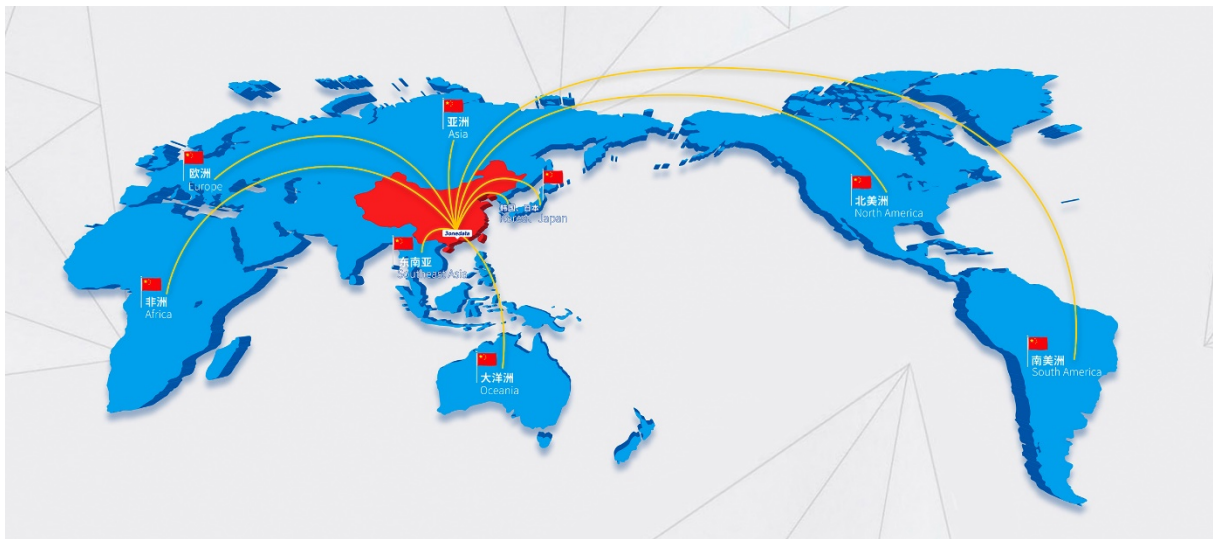 亚洲
Asia
欧洲
Europe
韩国
日本
Japan
北美洲
North America
东南亚
Southeast Asia
非洲
Africa
大洋洲
Oceania
南美洲
South America